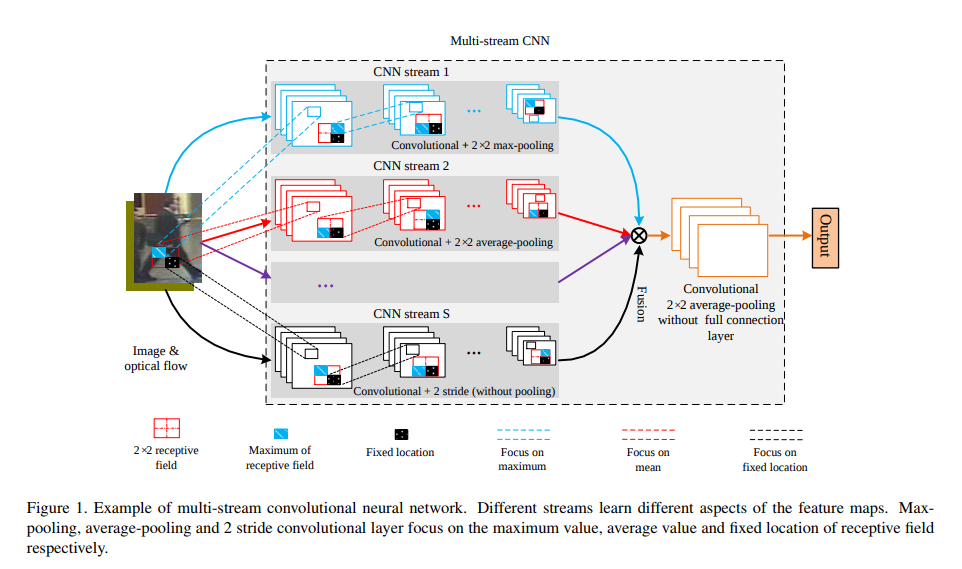 Multi-stream CNN
CNN stream 1
...
Convolutional + 2×2 max-pooling
CNN stream 2
...
Convolutional + 2×2 average-pooling
...
CNN stream S
...
Convolutional + 2 stride (without pooling)
Image &
optical flow
Fusion
Convolutional
2×2 average-pooling
without full connection
layer
Output
2×2 receptive
field
Maximum of
receptive field
Fixed location
Focus on
maximum
Focus on
mean
Focus on
fixed location
Figure 1. Example of multi-stream convolutional neural network. Different streams learn different aspects of the feature maps. Max-
pooling, average-pooling and 2 stride convolutional layer focus on the maximum value, average value and fixed location of receptive field
respectively.